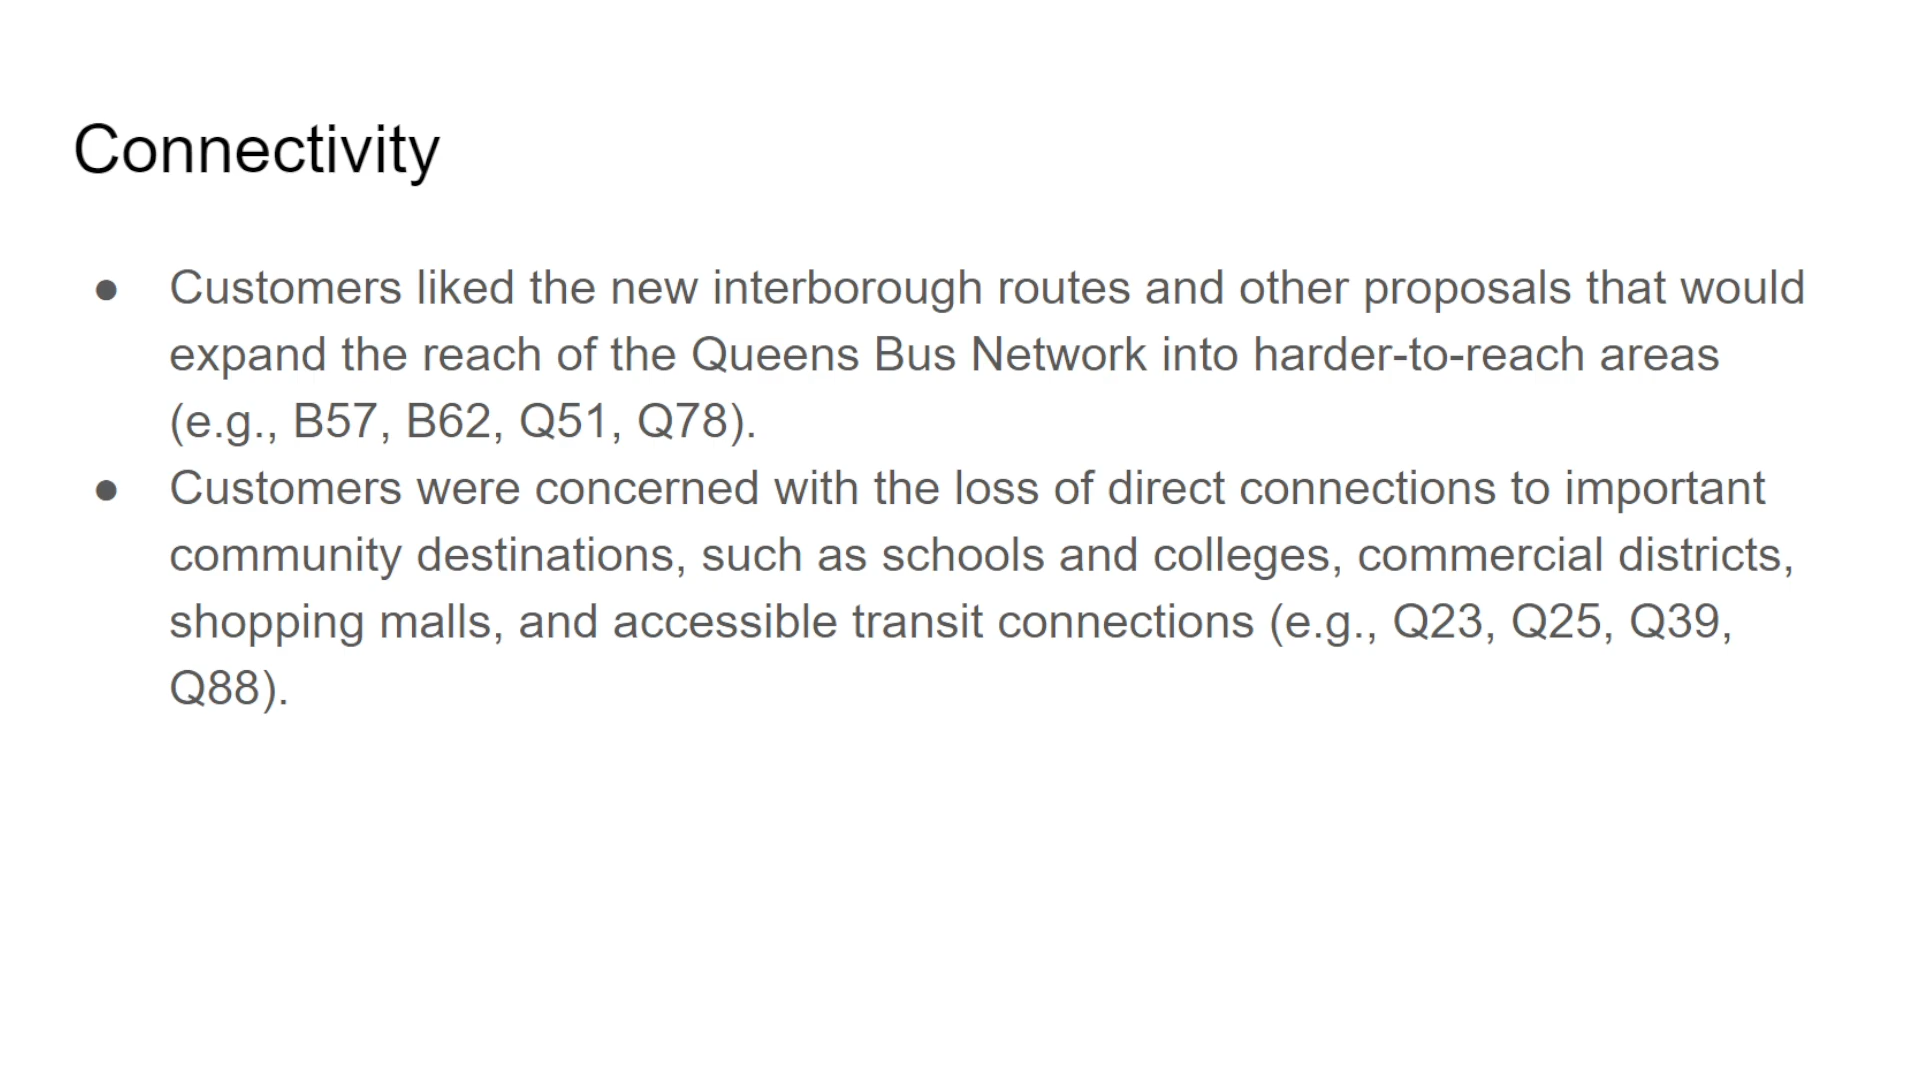 Connectivity
● Customers liked the new interborough routes and other proposals that would
expand the reach of the Queens Bus Network into harder-to-reach areas
(e.g., B57, B62, Q51, Q78).
● Customers were concerned with the loss of direct connections to important
community destinations, such as schools and colleges, commercial districts,
shopping malls, and accessible transit connections (e.g., Q23, Q25, Q39,
Q88).